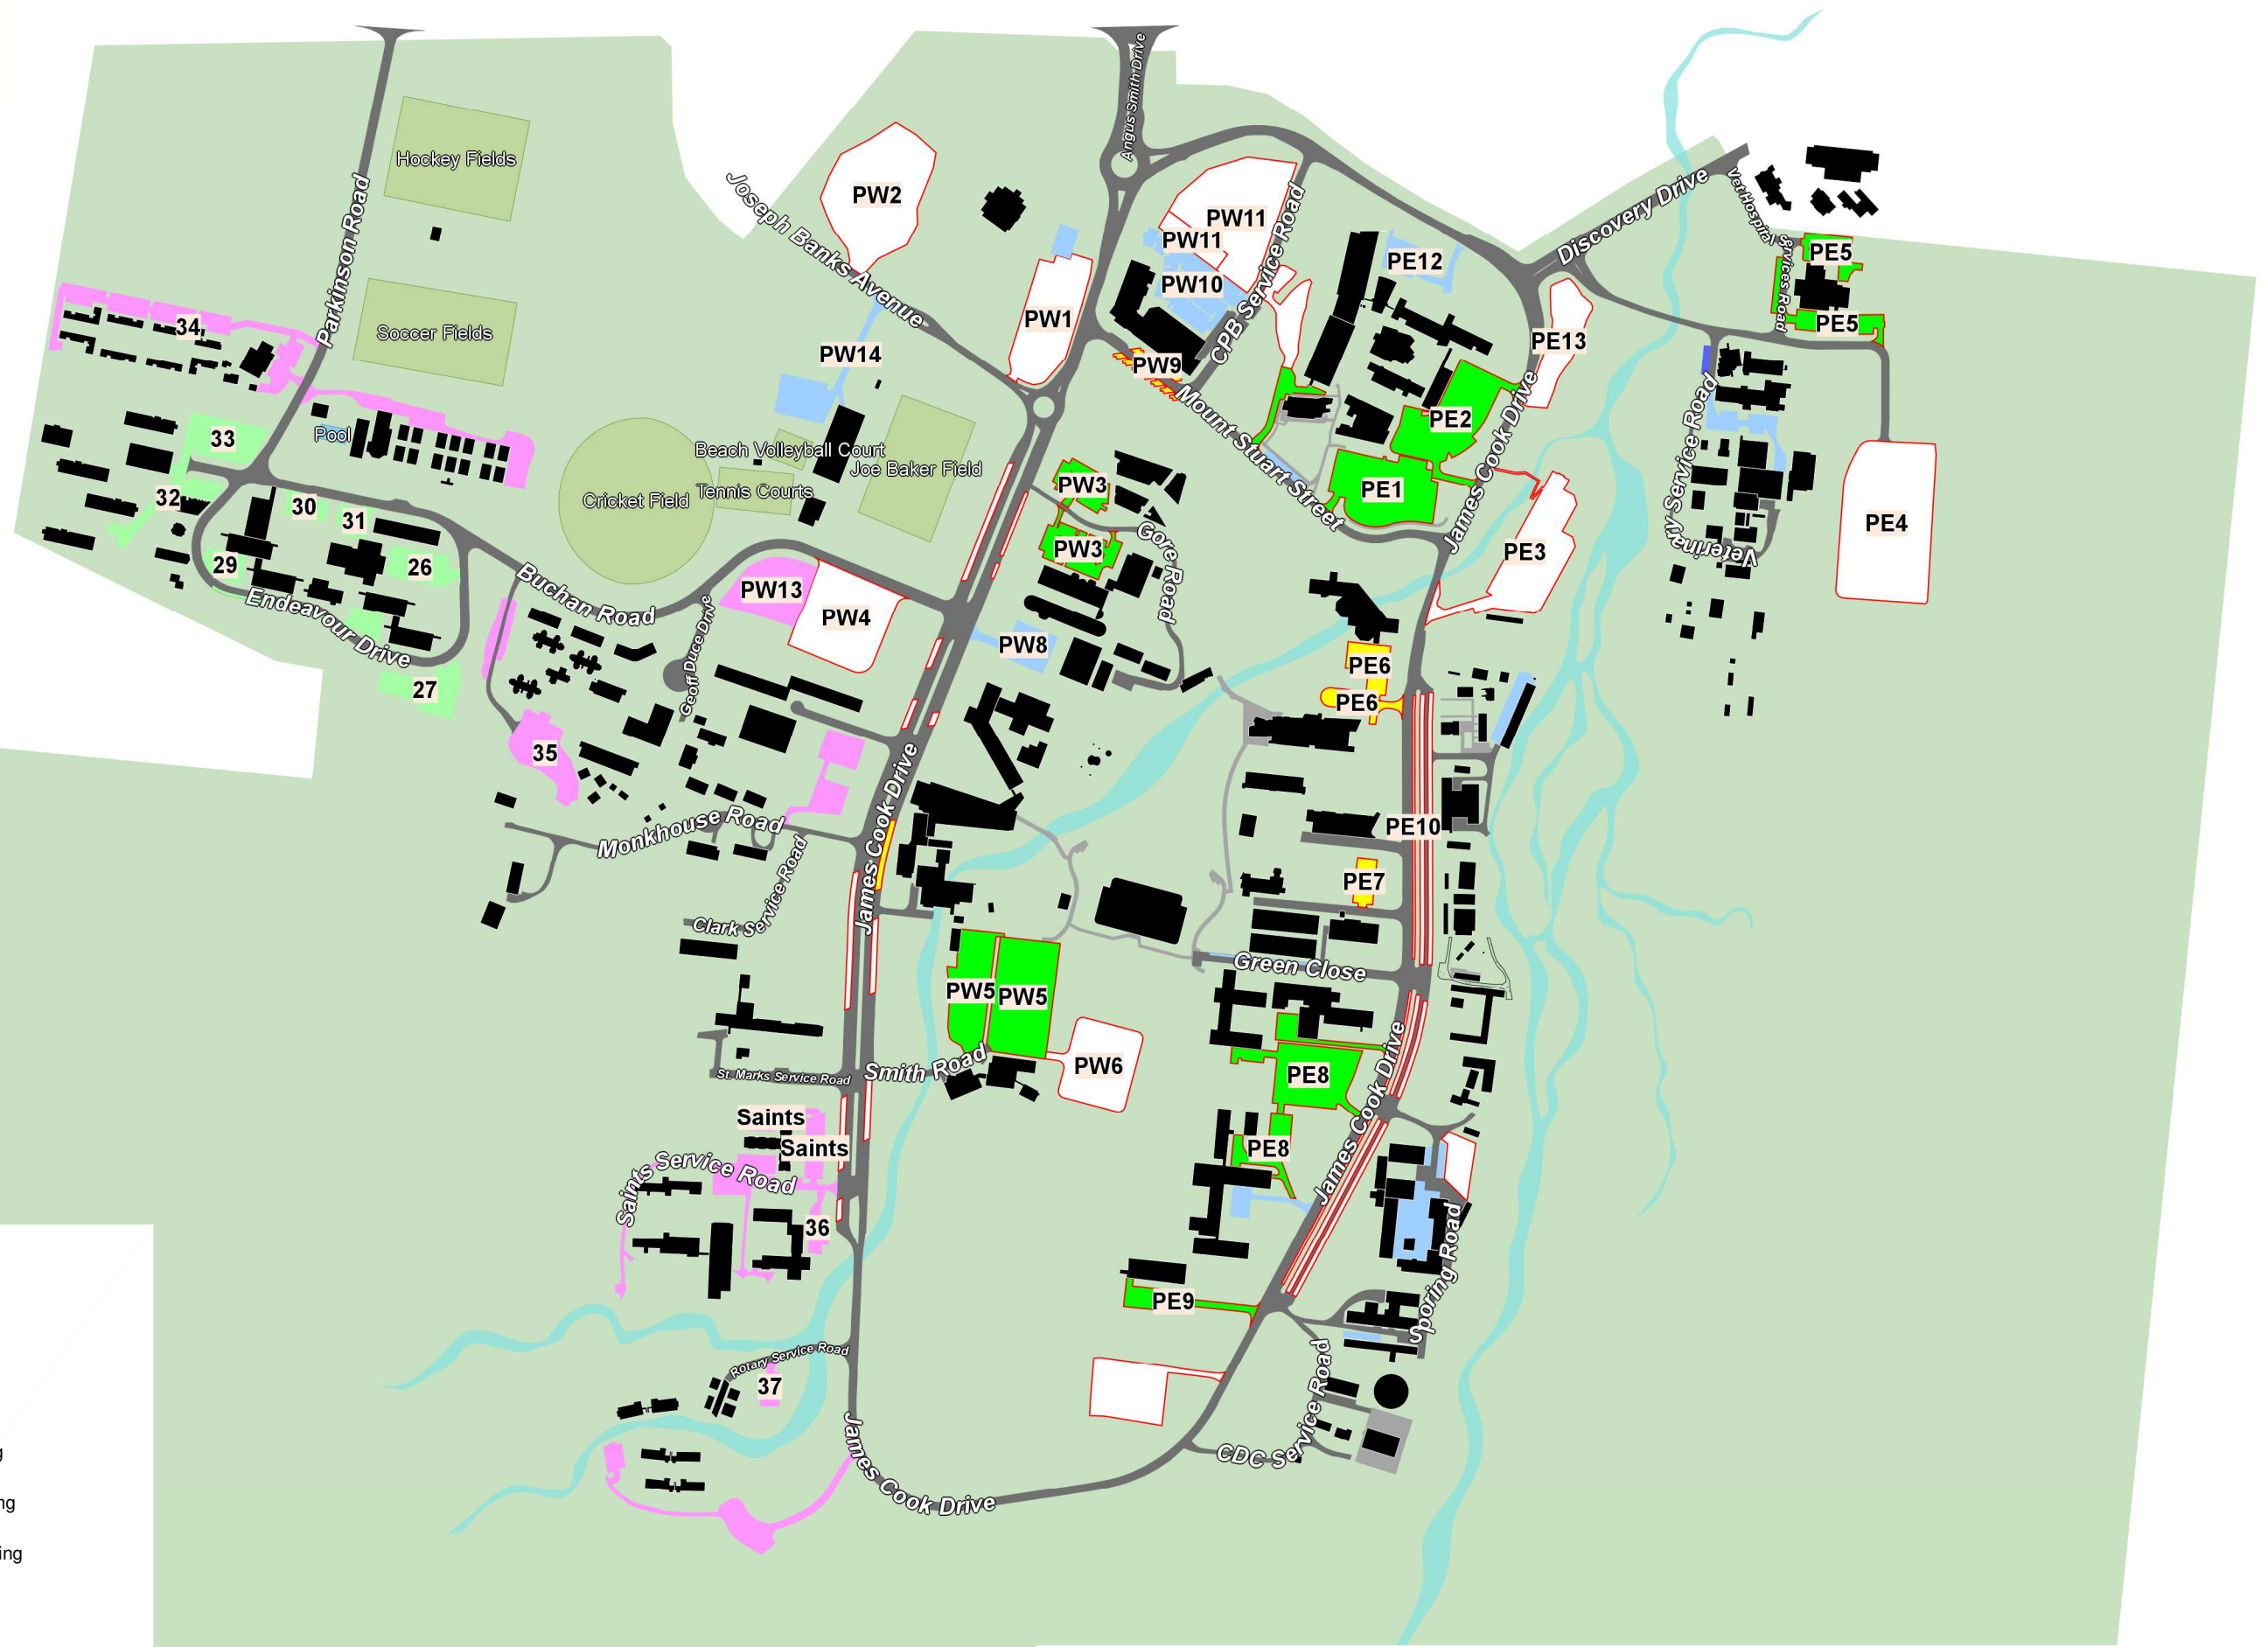 Angus Smith Drive
Hockey Fields
Parkinson Road
Joseph Banks Avenue
PW2
PW11
PW11
PW10
CPB Service Road
PE12
Discovery Drive
Vet Hospital
Services Road
PE5
PE5
34
Soccer Fields
PW1
PW14
PW9
PE13
Mount Stuart Street
James Cook Drive
PE2
Veterinary Service Road
33
Pool
Beach Volleyball Court
Joe Baker Field
Tennis Courts
Cricket Field
PW3
PE1
PE4
32
30
31
29
26
PW3
Gore Road
PE3
Endeavour Drive
Buchan Road
PW13
PW4
Geoff Duce Drive
PW8
PE6
PE6
27
35
James Cook Drive
Monkhouse Road
PE10
PE7
Clark Service Road
Green Close
PW5
PW5
Smith Road
St. Marks Service Road
PW6
PE8
James Cook Drive
Saints
Saints
Saints Service Road
PE8
36
Sporing Road
PE9
Rotary Service Road
37
CDC Service Road
James Cook Drive
g
ng
ing